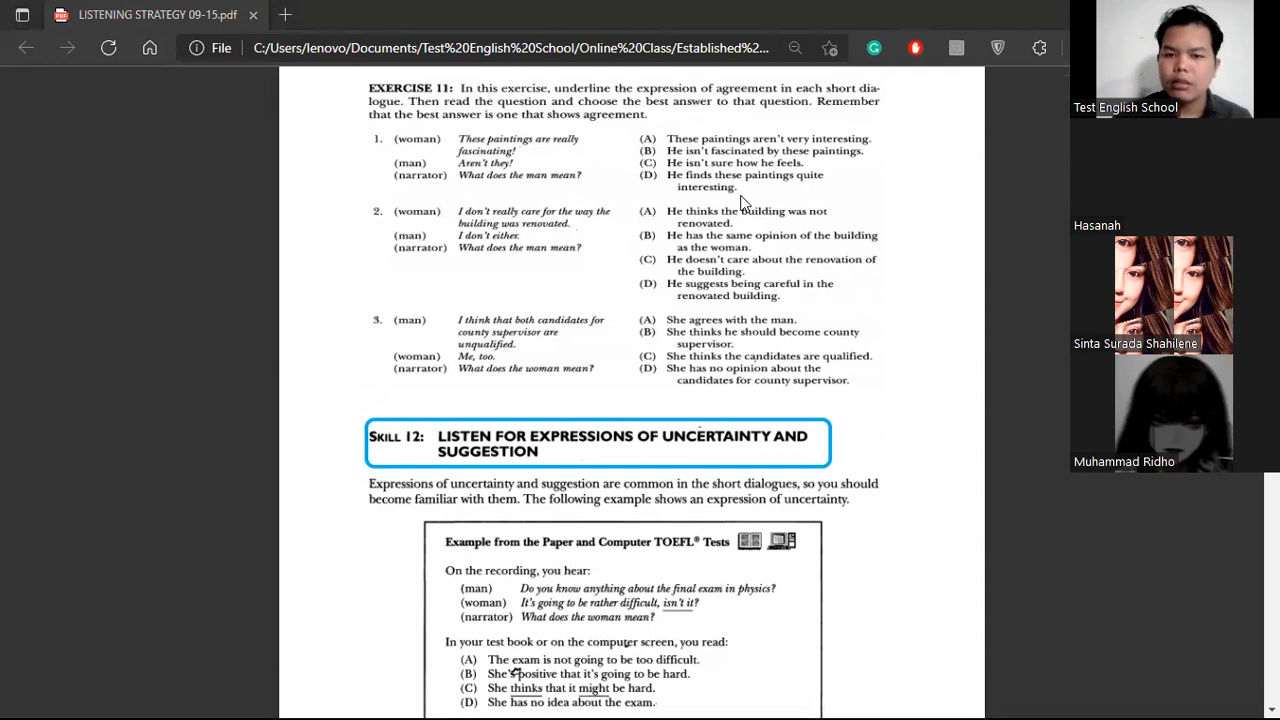 LISTENING STRATEGY 09-15.pdf
File
C:/Users/lenovo/Documents/Test%20English%20School/Online%20Class/Established%2...
EXERCISE 11: In this exercise, underline the expression of agreement in each short dia-
logue. Then read the question and choose the best answer to that question. Remember
that the best answer is one that shows agreement.
1. (woman) These paintings are really
fascinating!
(man) Aren't they!
(narrator) What does the man mean?
(A) These paintings aren't very interesting.
(B) He isn't fascinated by these paintings.
(C) He isn't sure how he feels.
(D) He finds these paintings quite
interesting.
2. (woman) I don't really care for the way the
building was renovated.
(man) I don't either.
(narrator) What does the man mean?
(A) He thinks the building was not
renovated.
(B) He has the same opinion of the building
as the woman.
(C) He doesn't care about the renovation of
the building.
(D) He suggests being careful in the
renovated building.
3. (man) I think that both candidates for
county supervisor are
unqualified.
(woman) Me, too.
(narrator) What does the woman mean?
(A) She agrees with the man.
(B) She thinks he should become county
supervisor.
(C) She thinks the candidates are qualified.
(D) She has no opinion about the
candidates for county supervisor.
SKILL 12: LISTEN FOR EXPRESSIONS OF UNCERTAINTY AND
SUGGESTION
Expressions of uncertainty and suggestion are common in the short dialogues, so you should
become familiar with them. The following example shows an expression of uncertainty.
Example from the Paper and Computer TOEFL® Tests
On the recording, you hear:
(man) Do you know anything about the final exam in physics?
(woman) It's going to be rather difficult, isn't it?
(narrator) What does the woman mean?
In your test book or on the computer screen, you read:
(A) The exam is not going to be too difficult.
(B) She's positive that it's going to be hard.
(C) She thinks that it might be hard.
(D) She has no idea about the exam.
Test English School
Hasanah
Sinta Surada Shahilene
Muhammad Ridho